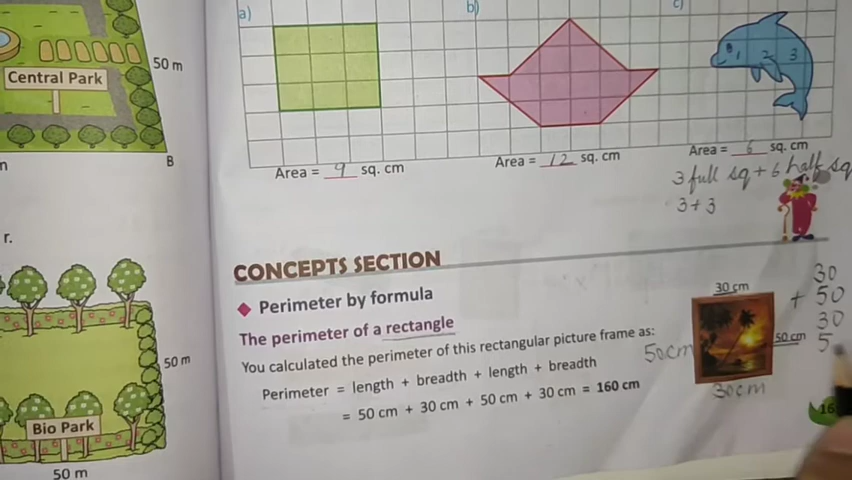 a)
b)
c)
50 m
Central Park
B
1 2 3
Area = 9 sq. cm
Area = 12 sq. cm
Area = 6 sq. cm
3 full sq + 6 half sq
3 + 3
r.
CONCEPTS SECTION
Perimeter by formula
The perimeter of a rectangle
You calculated the perimeter of this rectangular picture frame as:
Perimeter = length + breadth + length + breadth
= 50 cm + 30 cm + 50 cm + 30 cm = 160 cm
30 cm
50cm
50 cm
30cm
30
+ 50
30
5
50 m
Bio Park
50 m